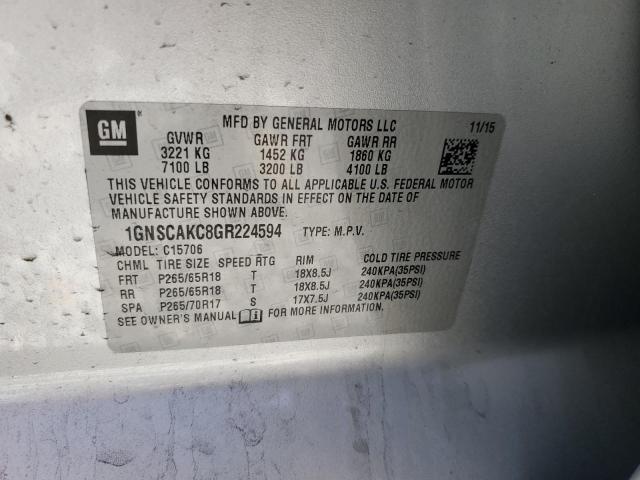 GM
MFD BY GENERAL MOTORS LLC 11/15
GVWR GAWR FRT GAWR RR
3221 KG 1452 KG 1860 KG
7100 LB 3200 LB 4100 LB
THIS VEHICLE CONFORMS TO ALL APPLICABLE U.S. FEDERAL MOTOR
VEHICLE SAFETY STANDARDS IN EFFECT ON THE DATE OF
MANUFACTURE SHOWN ABOVE.
1GNSCAKC8GR224594 TYPE: M.P.V.
MODEL: C15706
CHML TIRE SIZE SPEED RTG RIM COLD TIRE PRESSURE
FRT P265/65R18 T 18X8.5J 240KPA(35PSI)
RR P265/65R18 T 18X8.5J 240KPA(35PSI)
SPA P265/70R17 S 17X7.5J 240KPA(35PSI)
SEE OWNER'S MANUAL FOR MORE INFORMATION.